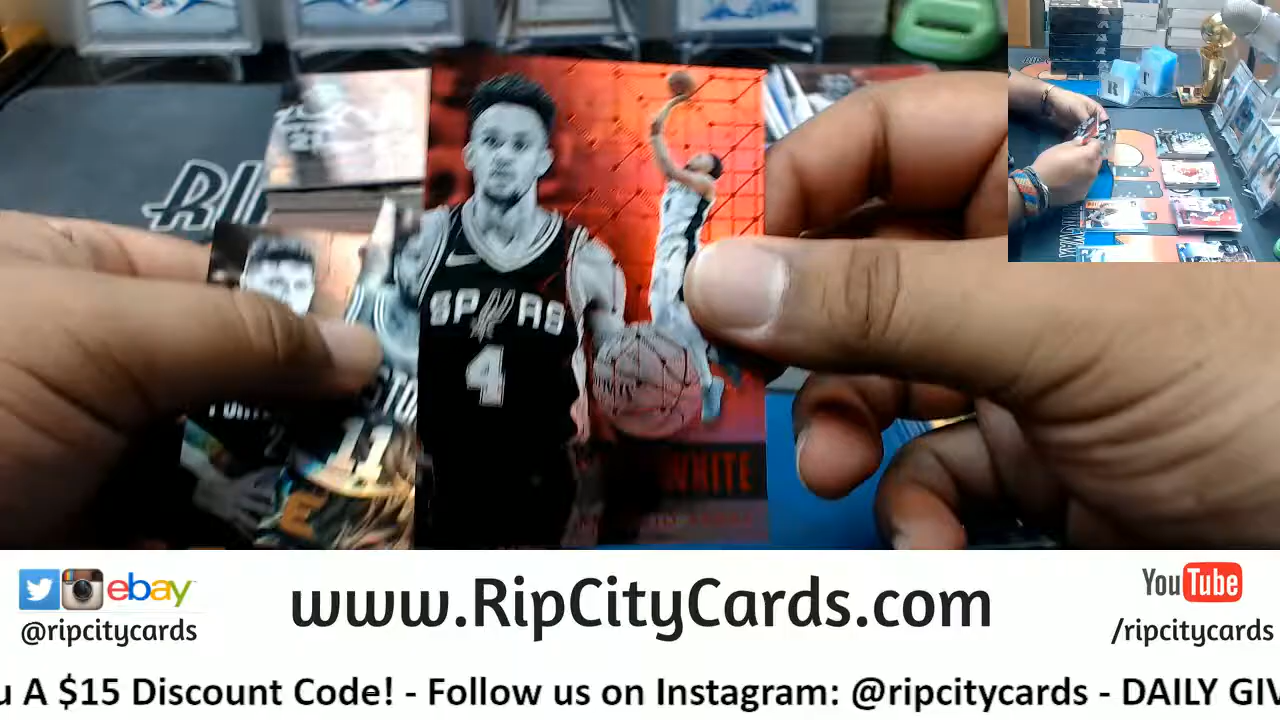 SPURS
4
11
E
WHITE
ebay
@ripcitycards
www.RipCityCards.com
YouTube
/ripcitycards
u A $15 Discount Code! - Follow us on Instagram: @ripcitycards - DAILY GIV